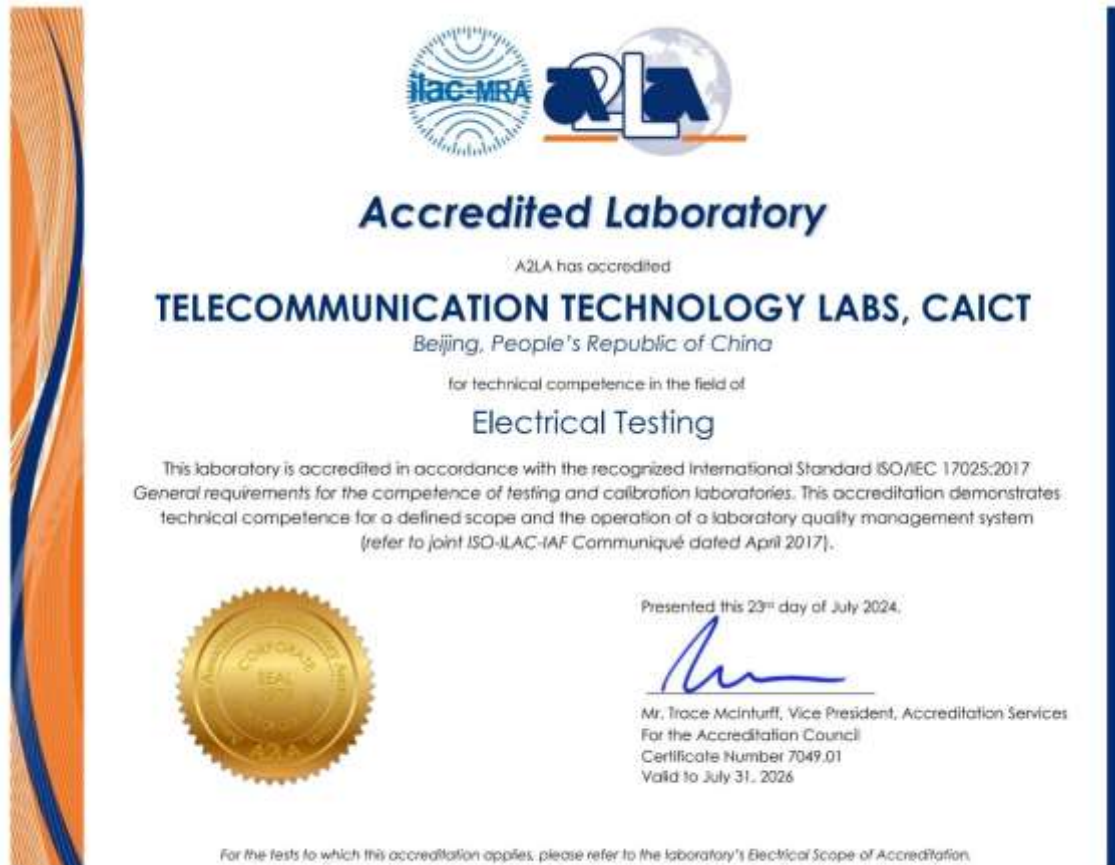 ilac-MRA
A2LA
Accredited Laboratory
A2LA has accredited
TELECOMMUNICATION TECHNOLOGY LABS, CAICT
Beijing, People's Republic of China
for technical competence in the field of
Electrical Testing
This laboratory is accredited in accordance with the recognized International Standard ISO/IEC 17025:2017
General requirements for the competence of testing and calibration laboratories. This accreditation demonstrates
technical competence for a defined scope and the operation of a laboratory quality management system
(refer to joint ISO-ILAC-IAF Communiqué dated April 2017).
Presented this 23rd day of July 2024.
CORPORATE
SEAL
A2LA
Mr. Trace McInturff, Vice President, Accreditation Services
For the Accreditation Council
Certificate Number 7049.01
Valid to July 31, 2026
For the tests to which this accreditation applies, please refer to the laboratory's Electrical Scope of Accreditation.